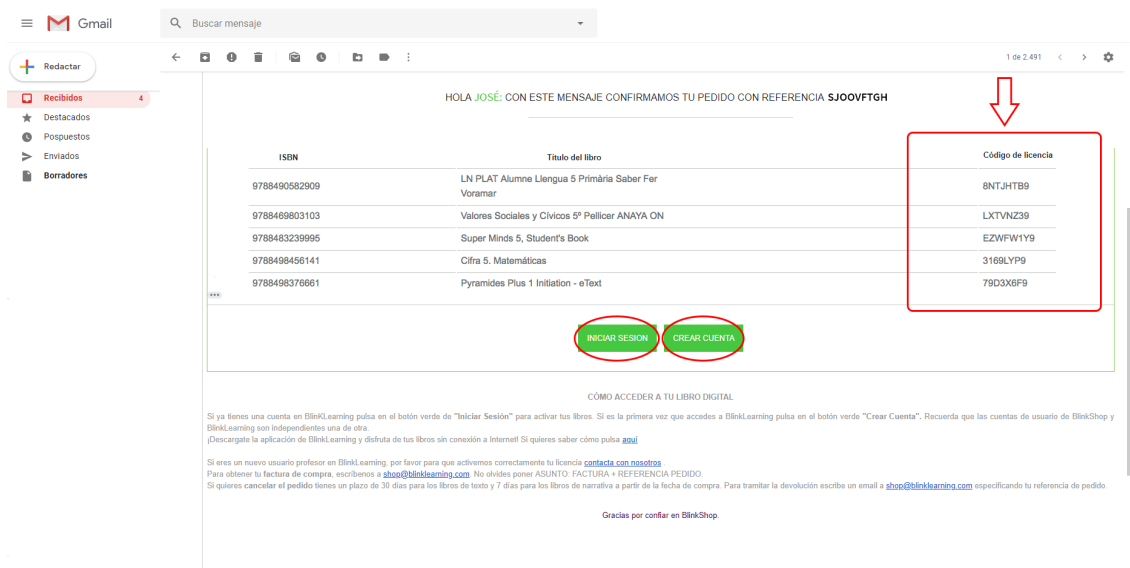 Gmail
Buscar mensaje
Redactar
1 de 2.491
Recibidos 4
Destacados
Pospuestos
Enviados
Borradores
HOLA JOSÉ: CON ESTE MENSAJE CONFIRMAMOS TU PEDIDO CON REFERENCIA SJOOVFTGH
ISBN Título del libro Código de licencia
9788490582909 LN PLAT Alumne Llengua 5 Primària Saber Fer Voramar 8NTJHTB9
9788469803103 Valores Sociales y Cívicos 5º Pellicer ANAYA ON LXTVNZ39
9788483239995 Super Minds 5, Student's Book EZWFW1Y9
9788498456141 Cifra 5. Matemáticas 3169LYP9
9788498376661 Pyramides Plus 1 Initiation - eText 79D3X6F9
INICIAR SESION CREAR CUENTA
CÓMO ACCEDER A TU LIBRO DIGITAL
Si ya tienes una cuenta en BlinKLearning pulsa en el botón verde de "Iniciar Sesión" para activar tus libros. Si es la primera vez que accedes a BlinkLearning pulsa en el botón verde "Crear Cuenta". Recuerda que las cuentas de usuario de BlinkShop y
BlinkLearning son independientes una de otra.
¡Descargate la aplicación de BlinkLearning y disfruta de tus libros sin conexión a Internet! Si quieres saber cómo pulsa aquí
Si eres un nuevo usuario profesor en BlinkLearning, por favor para que activemos correctamente tu licencia contacta con nosotros .
Para obtener tu factura de compra, escríbenos a shop@blinklearning.com. No olvides poner ASUNTO: FACTURA + REFERENCIA PEDIDO.
Si quieres cancelar el pedido tienes un plazo de 30 días para los libros de texto y 7 días para los libros de narrativa a partir de la fecha de compra. Para tramitar la devolución escribe un email a shop@blinklearning.com especificando tu referencia de pedido.
Gracias por confiar en BlinkShop.